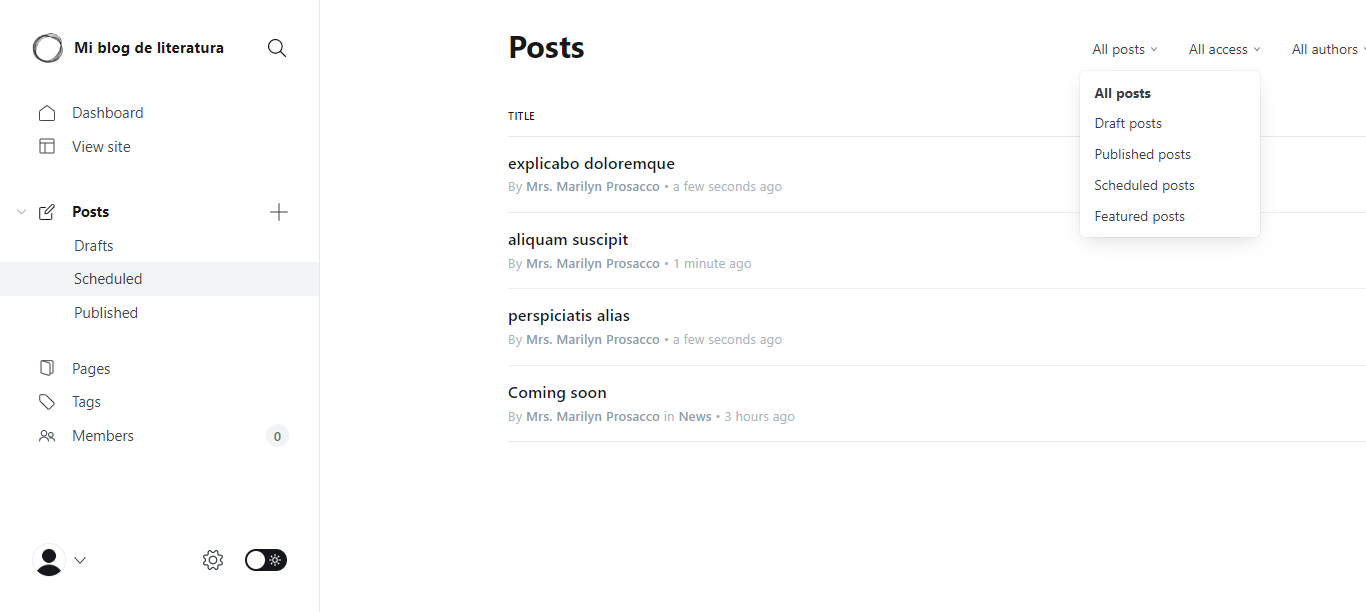 Mi blog de literatura
Dashboard
View site
Posts
Drafts
Scheduled
Published
Pages
Tags
Members
0
Posts
All posts
All access
All authors
All posts
Draft posts
Published posts
Scheduled posts
Featured posts
TITLE
explicabo doloremque
By Mrs. Marilyn Prosacco • a few seconds ago
aliquam suscipit
By Mrs. Marilyn Prosacco • 1 minute ago
perspiciatis alias
By Mrs. Marilyn Prosacco • a few seconds ago
Coming soon
By Mrs. Marilyn Prosacco in News • 3 hours ago